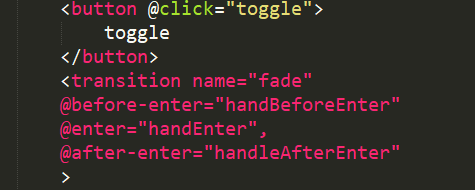 <button @click="toggle">
toggle
</button>
<transition name="fade"
@before-enter="handBeforeEnter"
@enter="handEnter",
@after-enter="handleAfterEnter"
>